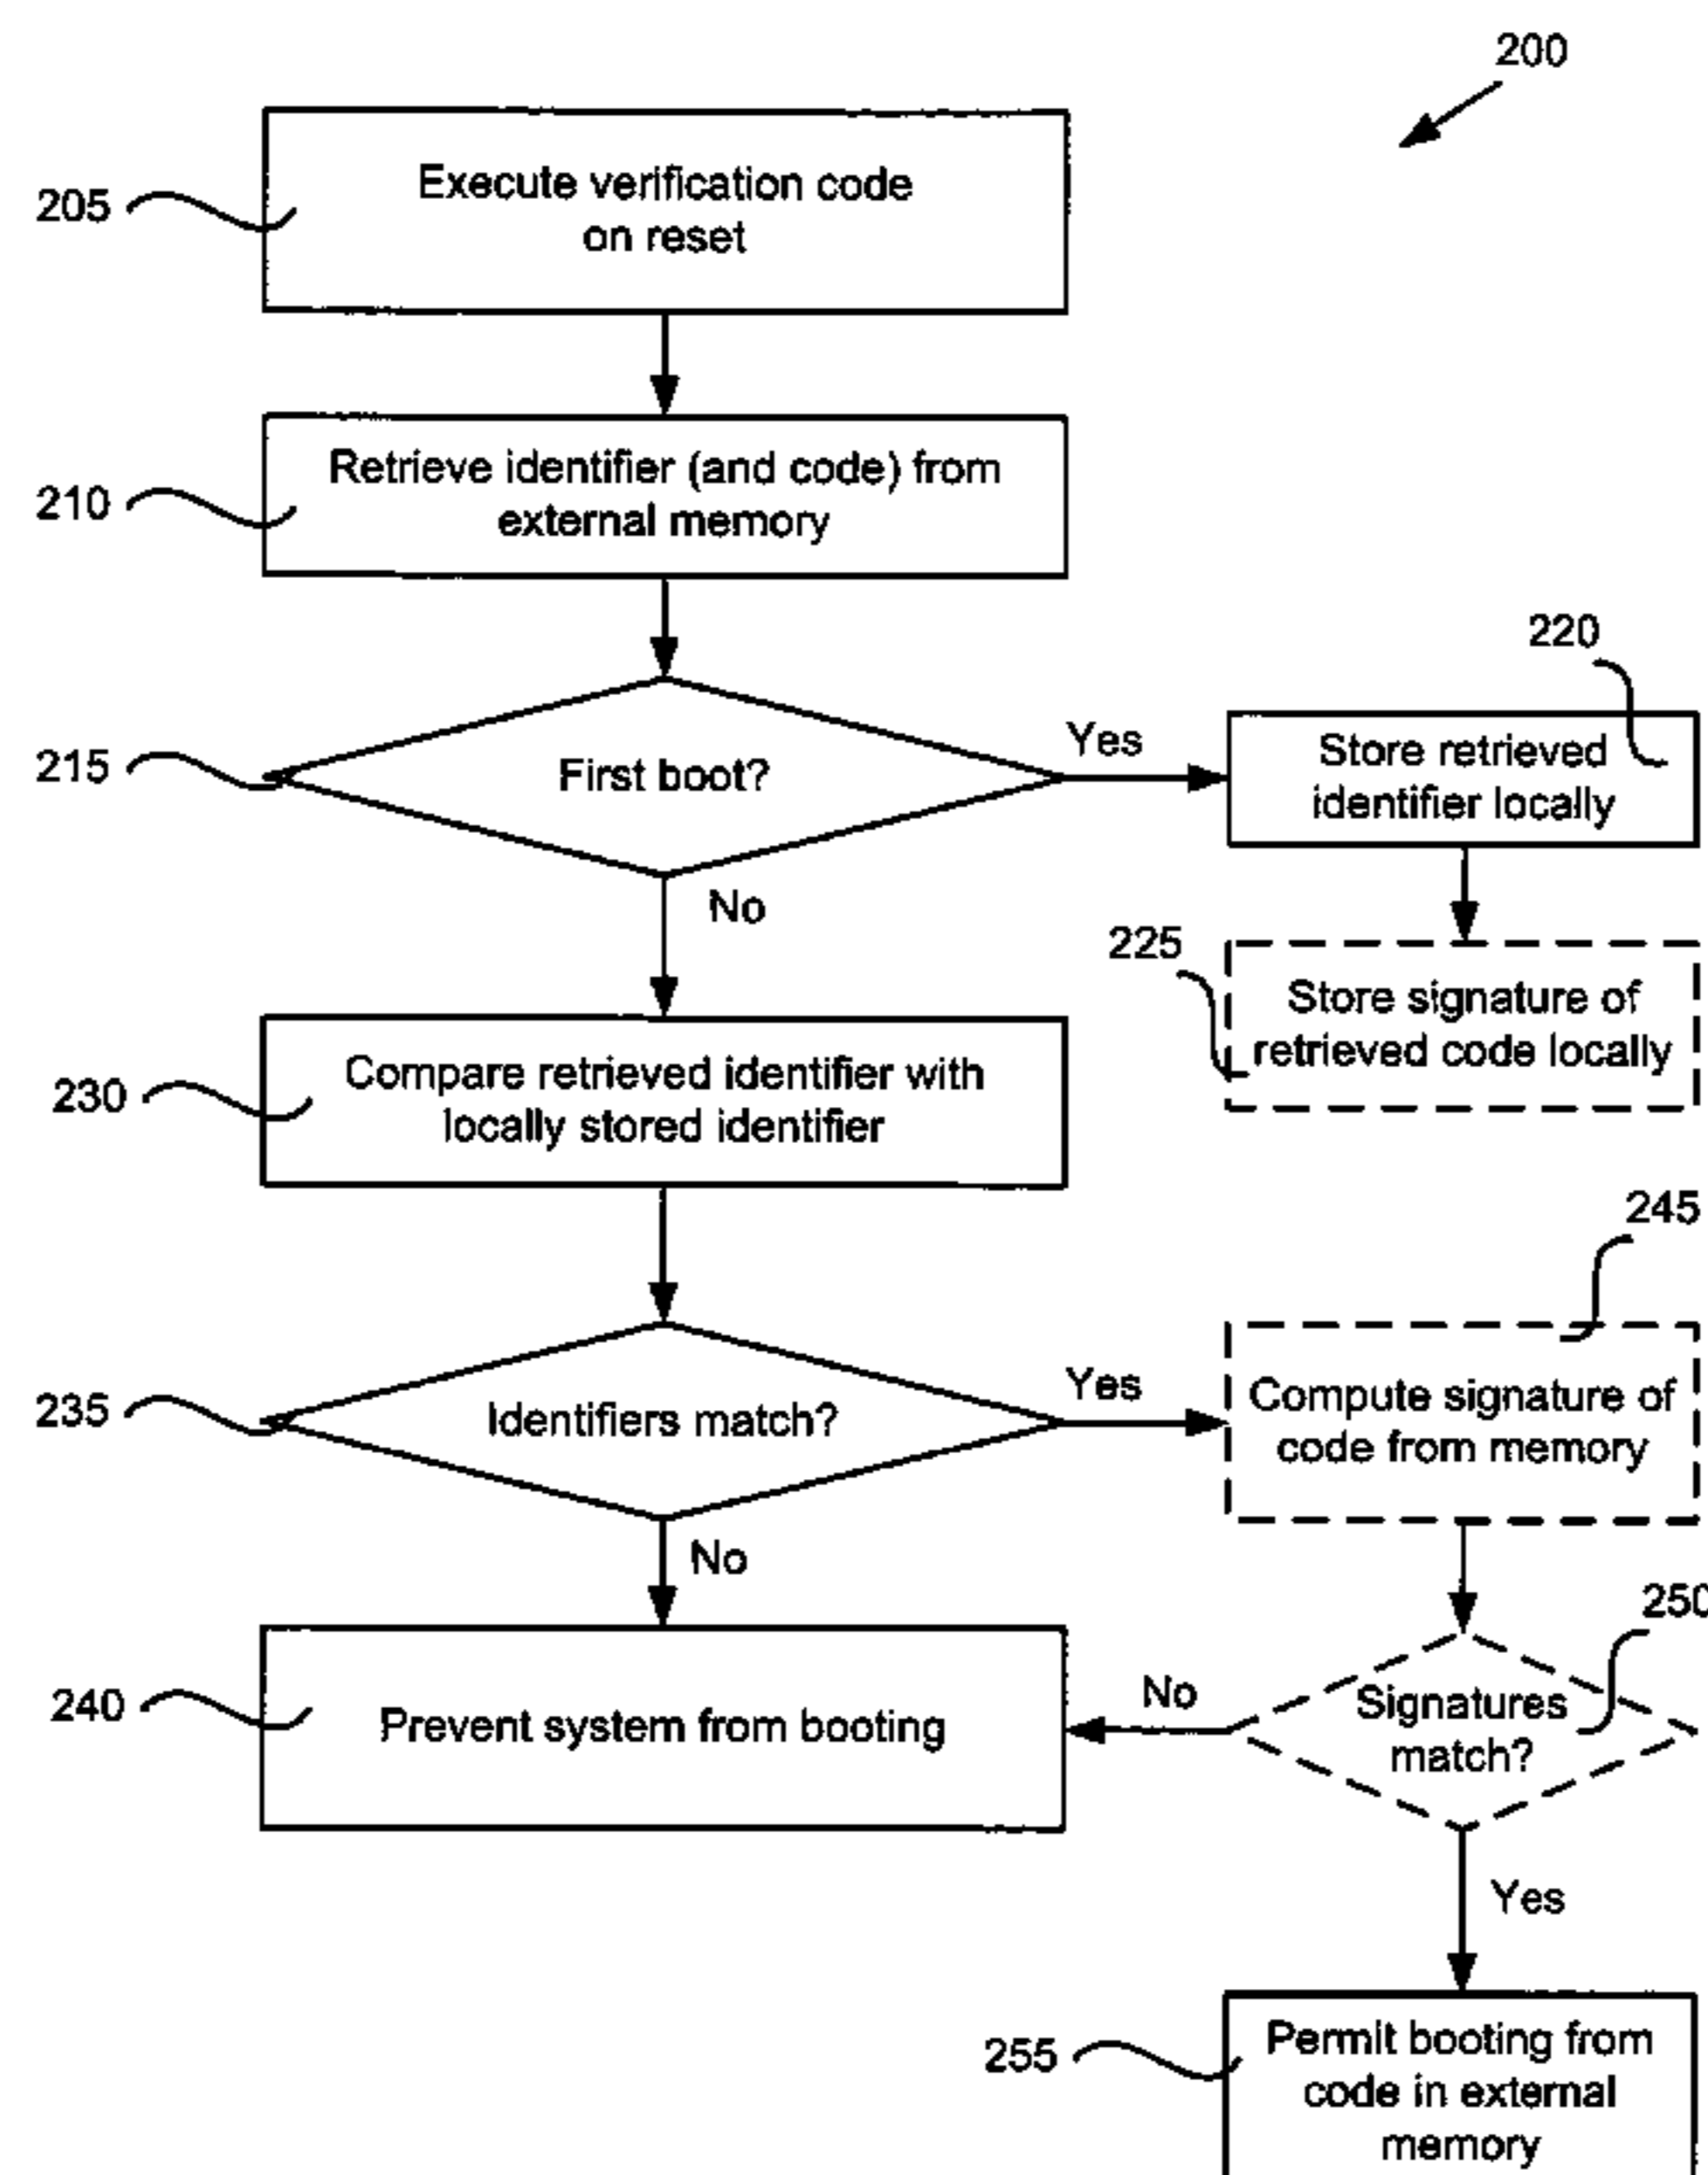 200
205
Execute verification code
on reset
210
Retrieve identifier (and code) from
external memory
215
First boot?
Yes
No
220
Store retrieved
identifier locally
225
Store signature of
retrieved code locally
230
Compare retrieved identifier with
locally stored identifier
235
Identifiers match?
Yes
No
245
Compute signature of
code from memory
240
Prevent system from booting
250
Signatures
match?
No
Yes
255
Permit booting from
code in external
memory